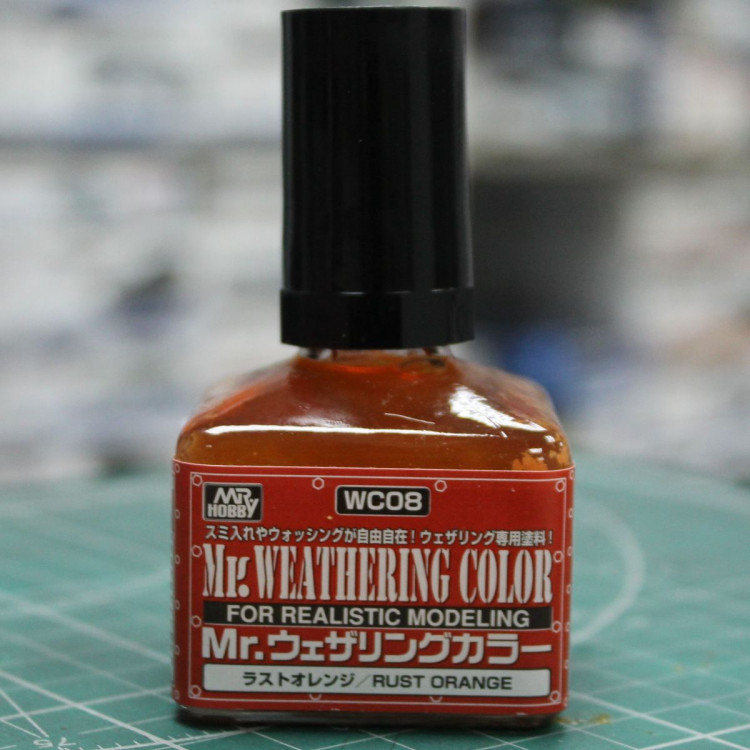 MR HOBBY
WC08
スミ入れやウォッシングが自由自在!ウェザリング専用塗料!
Mr. WEATHERING COLOR
FOR REALISTIC MODELING
Mr.ウェザリングカラー
ラストオレンジ/RUST ORANGE
75